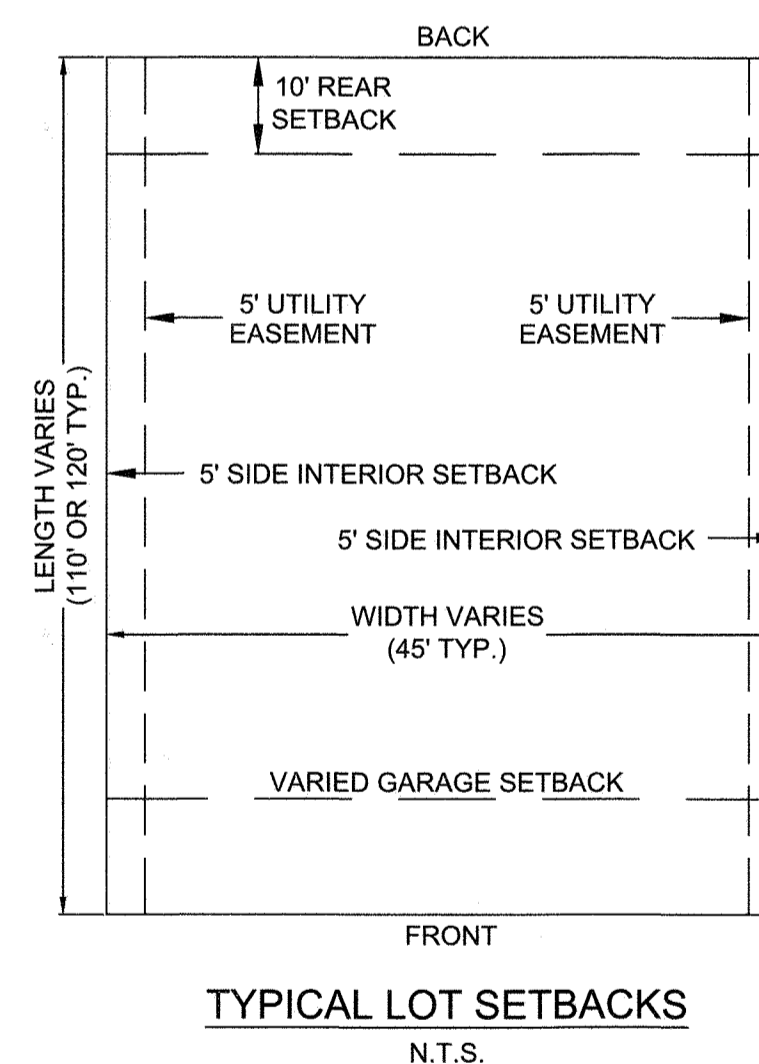 BACK
10' REAR
SETBACK
5' UTILITY
EASEMENT
5' UTILITY
EASEMENT
LENGTH VARIES
(110' OR 120' TYP.)
5' SIDE INTERIOR SETBACK
5' SIDE INTERIOR SETBACK
WIDTH VARIES
(45' TYP.)
VARIED GARAGE SETBACK
FRONT
TYPICAL LOT SETBACKS
N.T.S.